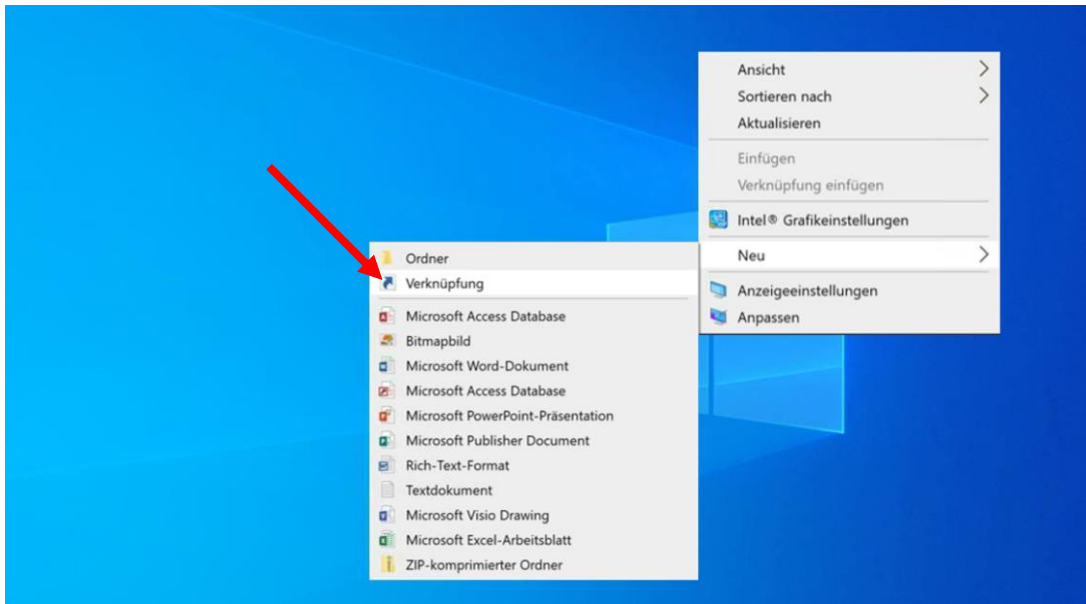 Ansicht
Sortieren nach
Aktualisieren
Einfügen
Verknüpfung einfügen
Intel® Grafikeinstellungen
Neu
Anzeigeeinstellungen
Anpassen
Ordner
Verknüpfung
Microsoft Access Database
Bitmapbild
Microsoft Word-Dokument
Microsoft Access Database
Microsoft PowerPoint-Präsentation
Microsoft Publisher Document
Rich-Text-Format
Textdokument
Microsoft Visio Drawing
Microsoft Excel-Arbeitsblatt
ZIP-komprimierter Ordner